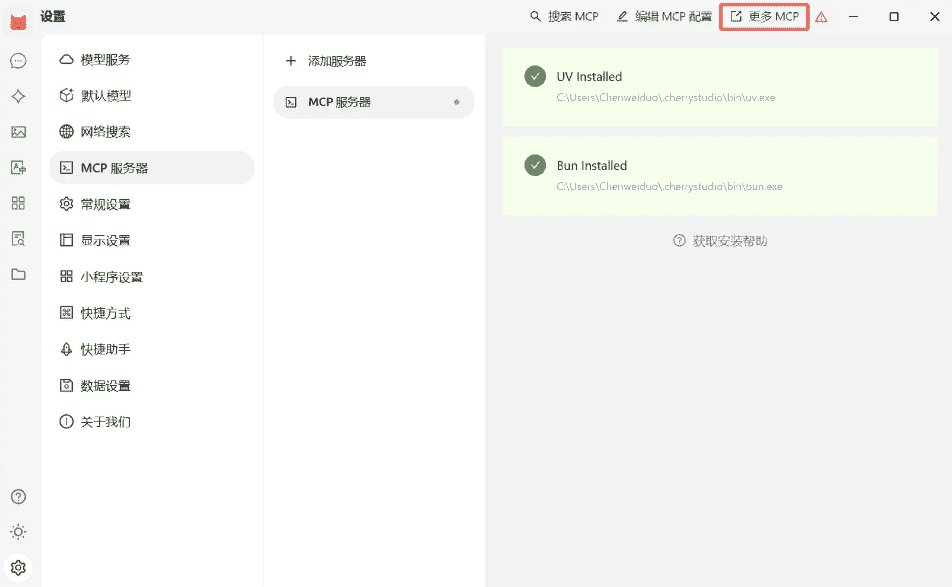 设置
搜索 MCP
编辑 MCP 配置
更多 MCP
模型服务
默认模型
网络搜索
MCP 服务器
常规设置
显示设置
小程序设置
快捷方式
快捷助手
数据设置
关于我们
添加服务器
MCP 服务器
UV Installed
C:\Users\Chenweiduo\.cherrystudio\bin\uv.exe
Bun Installed
C:\Users\Chenweiduo\.cherrystudio\bin\bun.exe
获取安装帮助